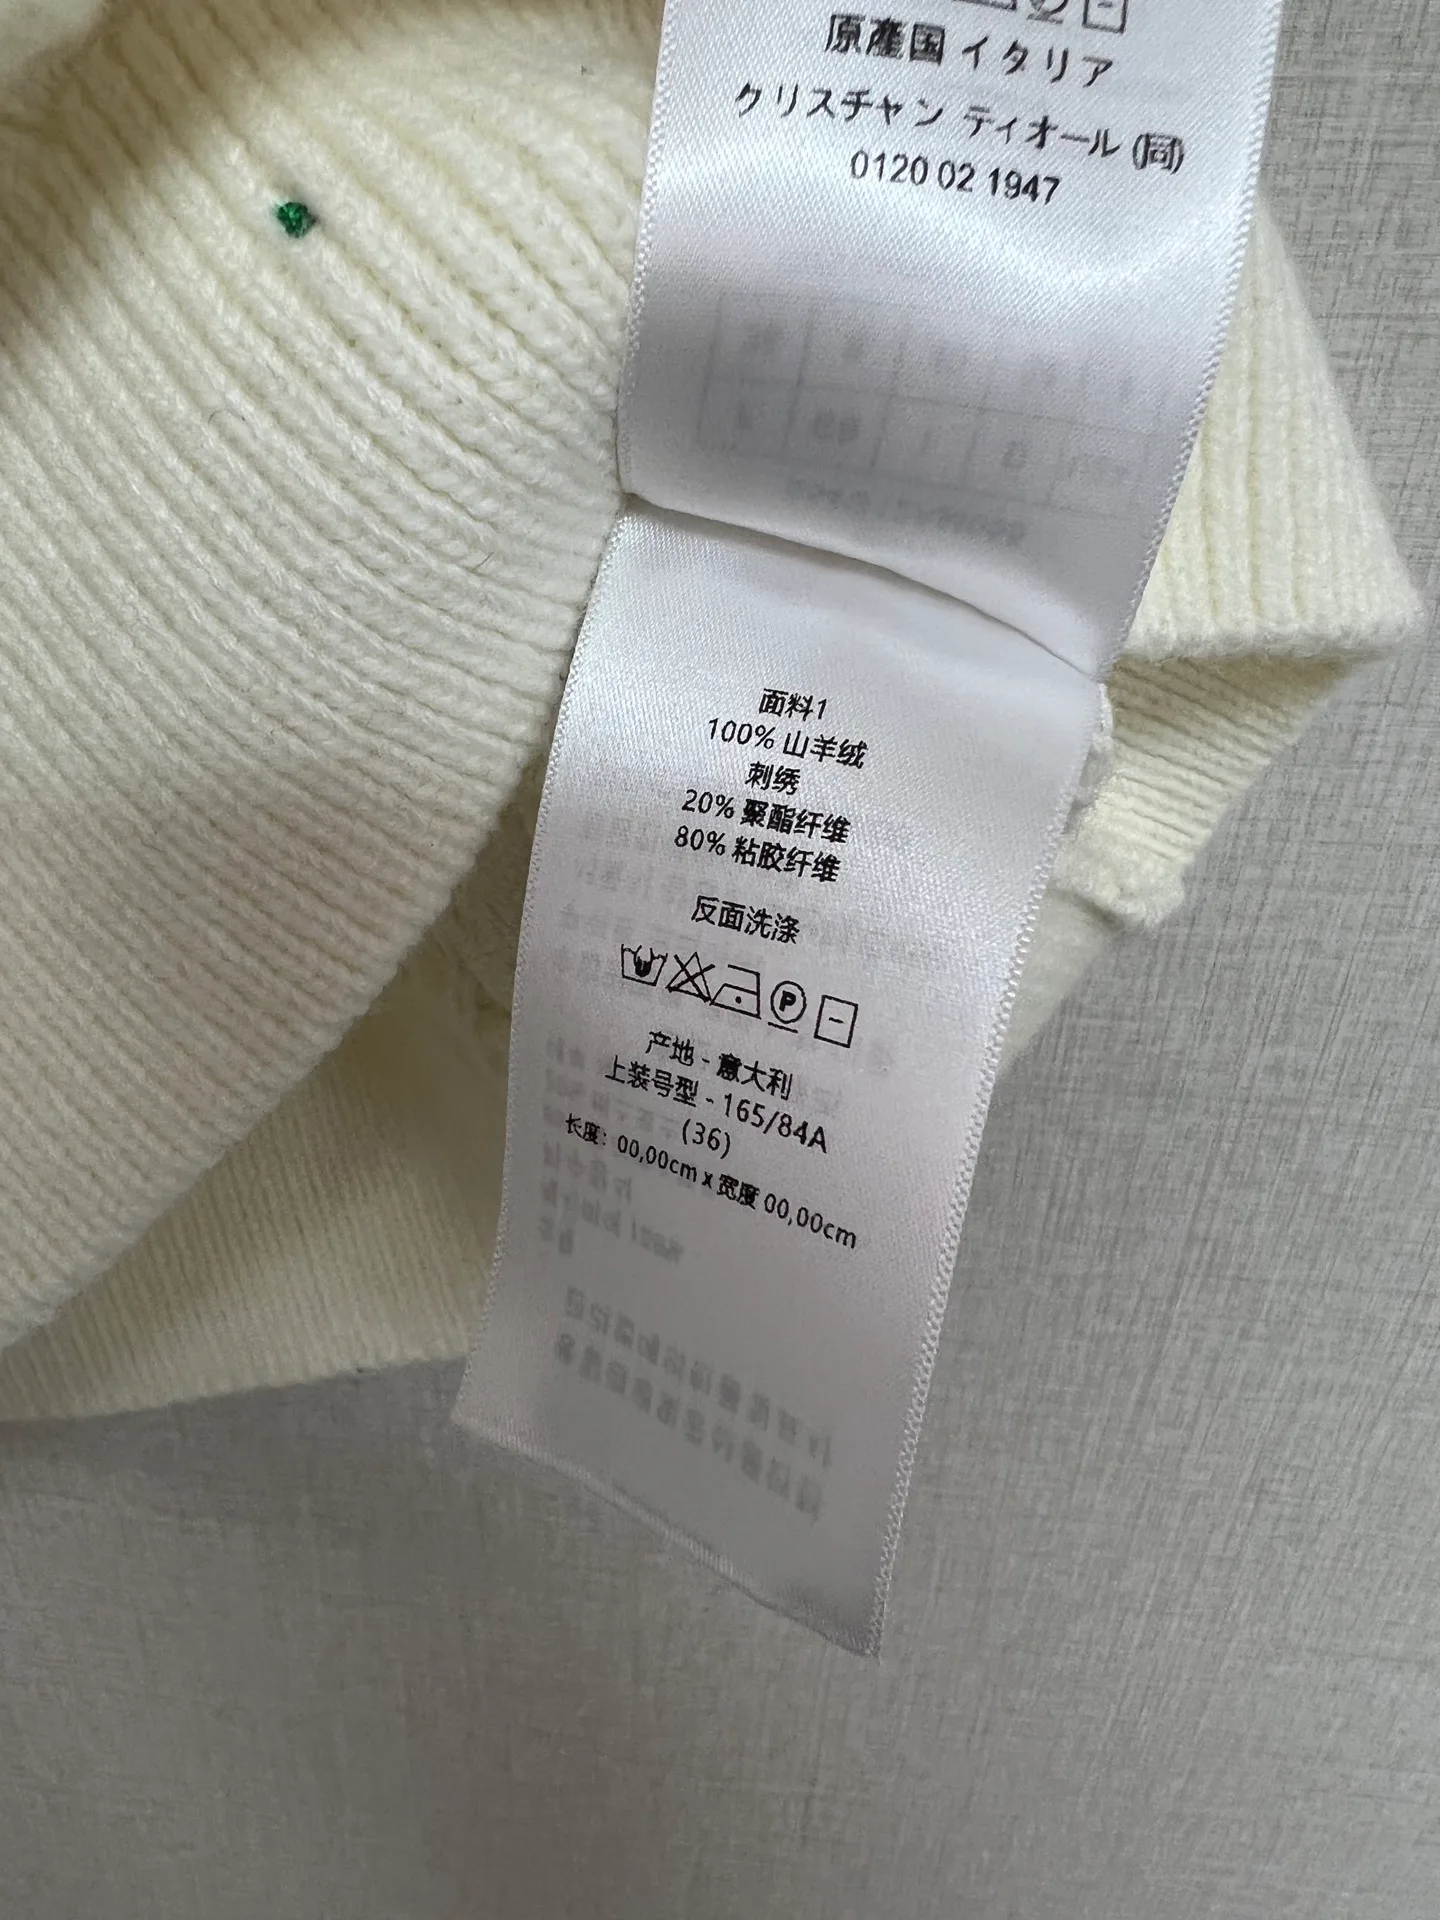 原産国 イタリア
クリスチャン ディオール (同)
0120 02 1947
面料1
100% 山羊绒
刺绣
20% 聚酯纤维
80% 粘胶纤维
反面洗涤
P
产地 - 意大利
上装号型 - 165/84A
(36)
长度: 00,00cm x 宽度 00,00cm